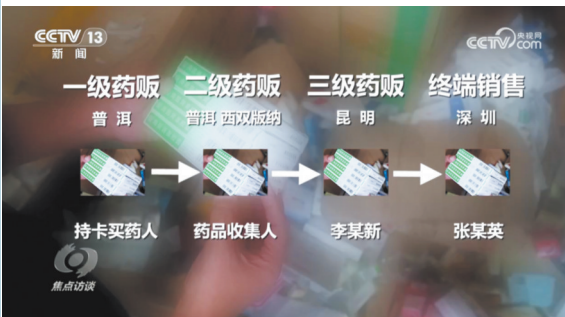 CCTV 13
新闻
央视网
CCTV.com
一级药贩 二级药贩 三级药贩 终端销售
普洱 普洱 西双版纳 昆明 深圳
持卡买药人 药品收集人 李某新 张某英
焦点访谈